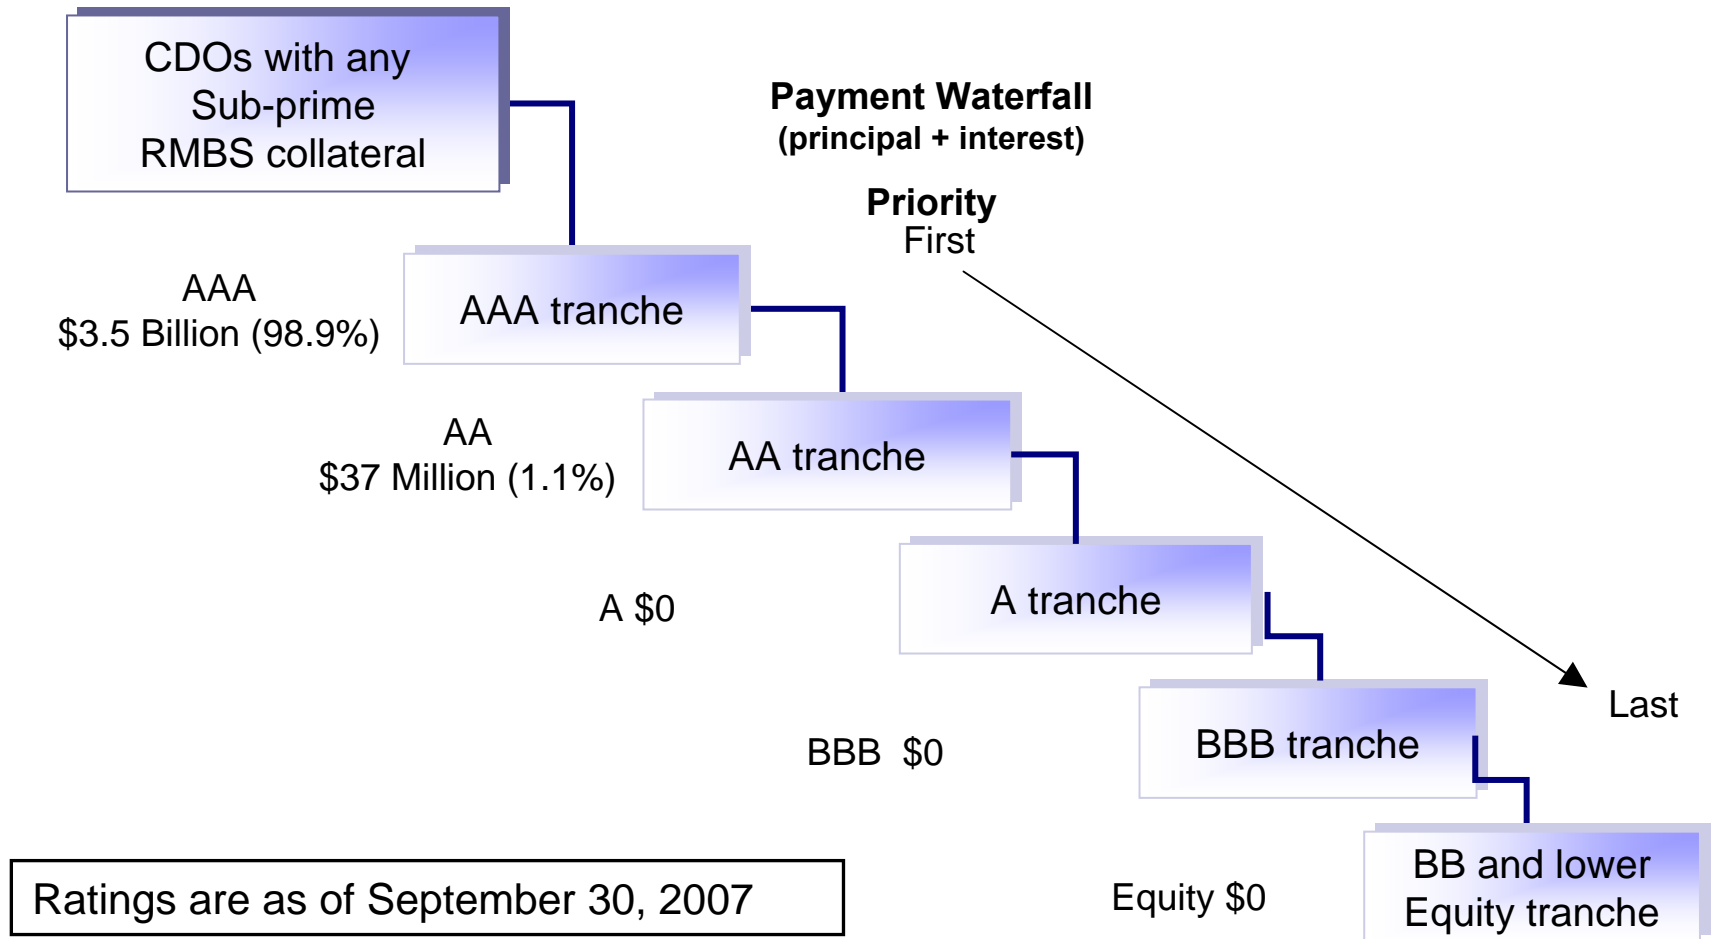 CDOs with any
Sub-prime
RMBS collateral
Payment Waterfall
(principal + interest)
Priority
First
AAA
$3.5 Billion (98.9%)
AAA tranche
AA
$37 Million (1.1%)
AA tranche
A $0
A tranche
Last
BBB $0
BBB tranche
Ratings are as of September 30, 2007
Equity $0
BB and lower
Equity tranche